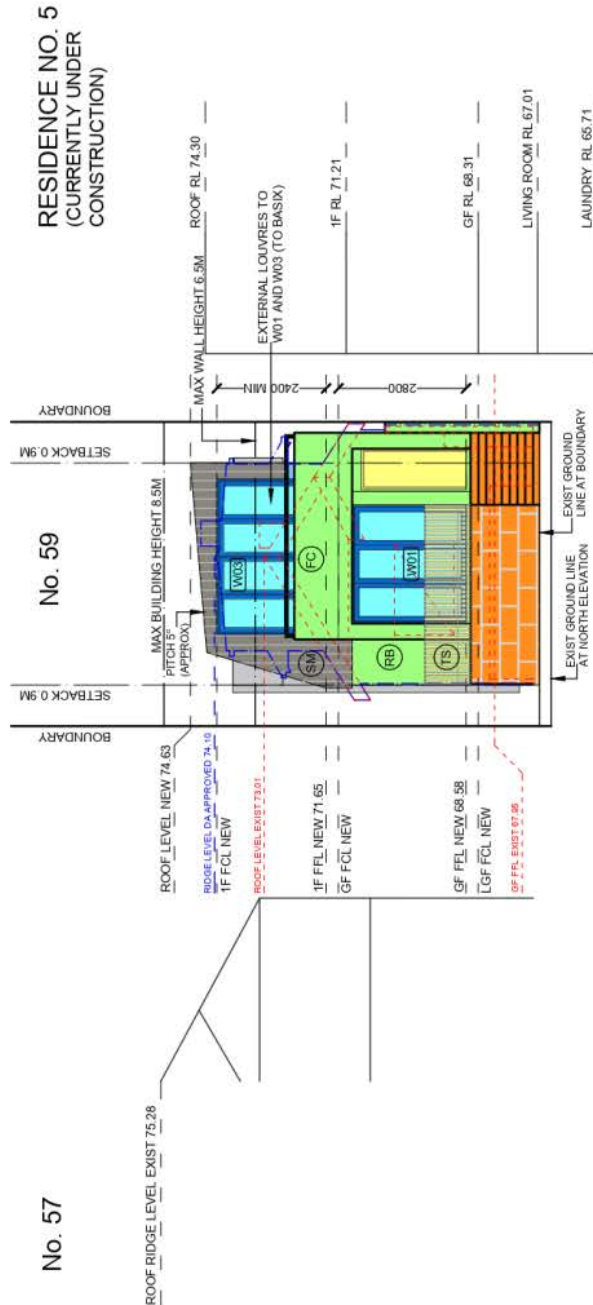 No. 57
ROOF RIDGE LEVEL EXIST 75.28
No. 59
BOUNDARY
SETBACK 0.9M
SETBACK 0.9M
BOUNDARY
MAX BUILDING HEIGHT 8.5M
PITCH 5°
(APPROX)
MAX WALL HEIGHT 6.5M
ROOF LEVEL NEW 74.63
RIDGE LEVEL DA APPROVED 74.10
1F FCL NEW
ROOF LEVEL EXIST 73.01
1F FFL NEW 71.65
GF FCL NEW
GF FFL NEW 68.58
LGF FCL NEW
GF FFL EXIST 67.95
W03
SM
FC
RB
W01
TS
2400 MIN
2800
EXTERNAL LOUVRES TO
W01 AND W03 (TO BASIX)
EXIST GROUND
LINE AT BOUNDARY
EXIST GROUND LINE
AT NORTH ELEVATION
RESIDENCE NO. 5
(CURRENTLY UNDER
CONSTRUCTION)
ROOF RL 74.30
1F RL 71.21
GF RL 68.31
LIVING ROOM RL 67.01
LAUNDRY RL 65.71